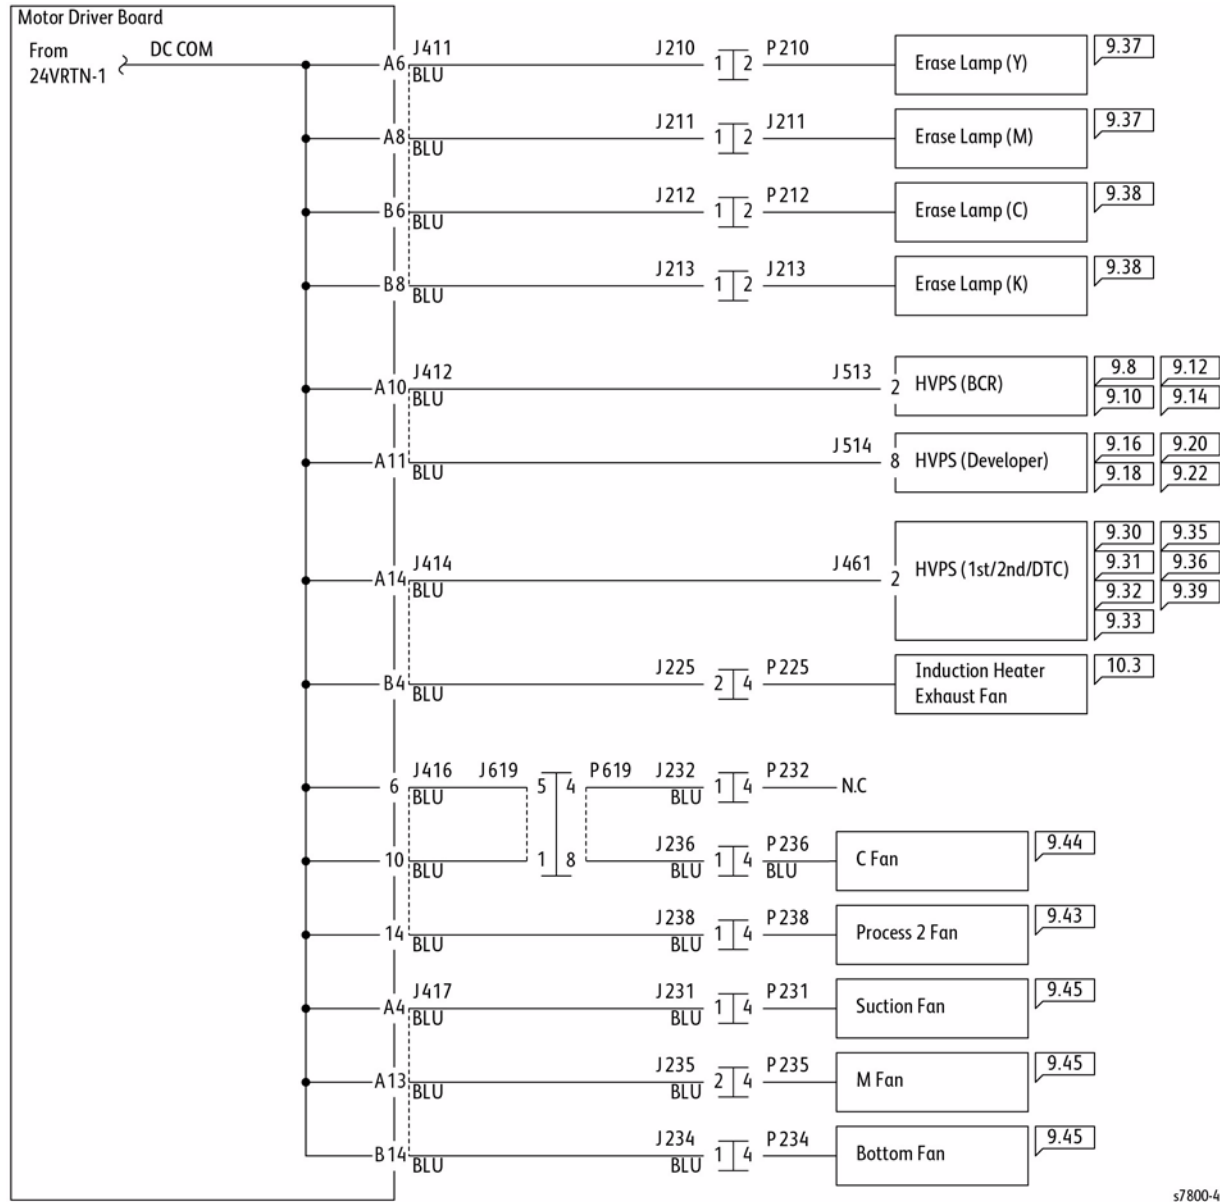 Motor Driver Board
From 24VRTN-1
DC COM
A6 J411 BLU J210 1 2 P210 Erase Lamp (Y) 9.37
A8 BLU J211 1 2 J211 Erase Lamp (M) 9.37
B6 BLU J212 1 2 P212 Erase Lamp (C) 9.38
B8 BLU J213 1 2 J213 Erase Lamp (K) 9.38
A10 J412 BLU J513 2 HVPS (BCR) 9.8 9.12
9.10 9.14
A11 BLU J514 8 HVPS (Developer) 9.16 9.20
9.18 9.22
A14 J414 BLU J461 2 HVPS (1st/2nd/DTC) 9.30 9.35
9.31 9.36
9.32 9.39
9.33
B4 BLU J225 2 4 P225 Induction Heater 10.3
Exhaust Fan
6 J416 BLU J619 5 4 P619 J232 BLU 1 4 P232 N.C
10 BLU 1 8 J236 BLU 1 4 P236 BLU C Fan 9.44
14 BLU J238 BLU 1 4 P238 Process 2 Fan 9.43
A4 J417 BLU J231 BLU 1 4 P231 Suction Fan 9.45
A13 BLU J235 BLU 2 4 P235 M Fan 9.45
B14 BLU J234 BLU 1 4 P234 Bottom Fan 9.45